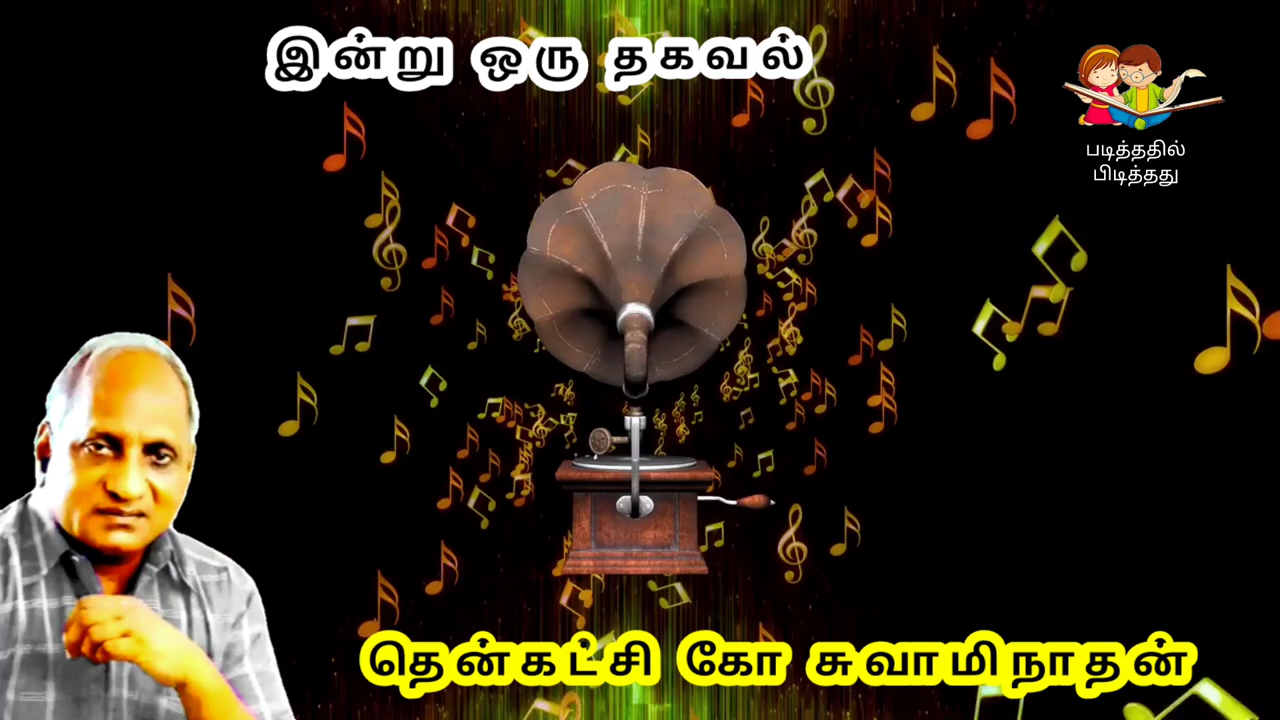 இன்று ஒரு தகவல்
படித்ததில்
பிடித்தது
தென்கட்சி கோ சுவாமிநாதன்